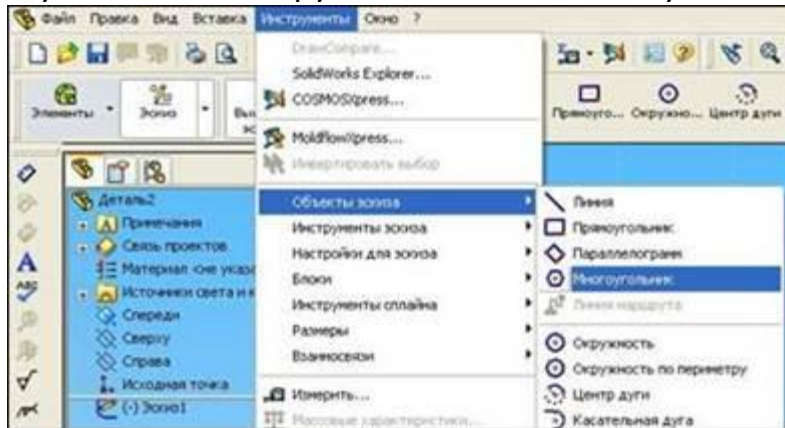 Файл Правка Вид Вставка Инструменты Окно ?
DrawCompare...
SolidWorks Explorer...
COSMOSXpress...
MoldflowXpress...
Инвертировать выбор
Элементы Эскиз
Прямоуго... Окружно... Центр дуги
Деталь2
Примечания
Связь проектов
Материал <не указа
Источники света и к
Спереди
Сверху
Справа
Исходная точка
(-) Эскиз1
Объекты эскиза
Инструменты эскиза
Настройки для эскиза
Блоки
Инструменты сплайна
Размеры
Взаимосвязи
Измерить...
Массовые характеристики...
Линия
Прямоугольник
Параллелограмм
Многоугольник
Линия маршрута
Окружность
Окружность по периметру
Центр дуги
Касательная дуга